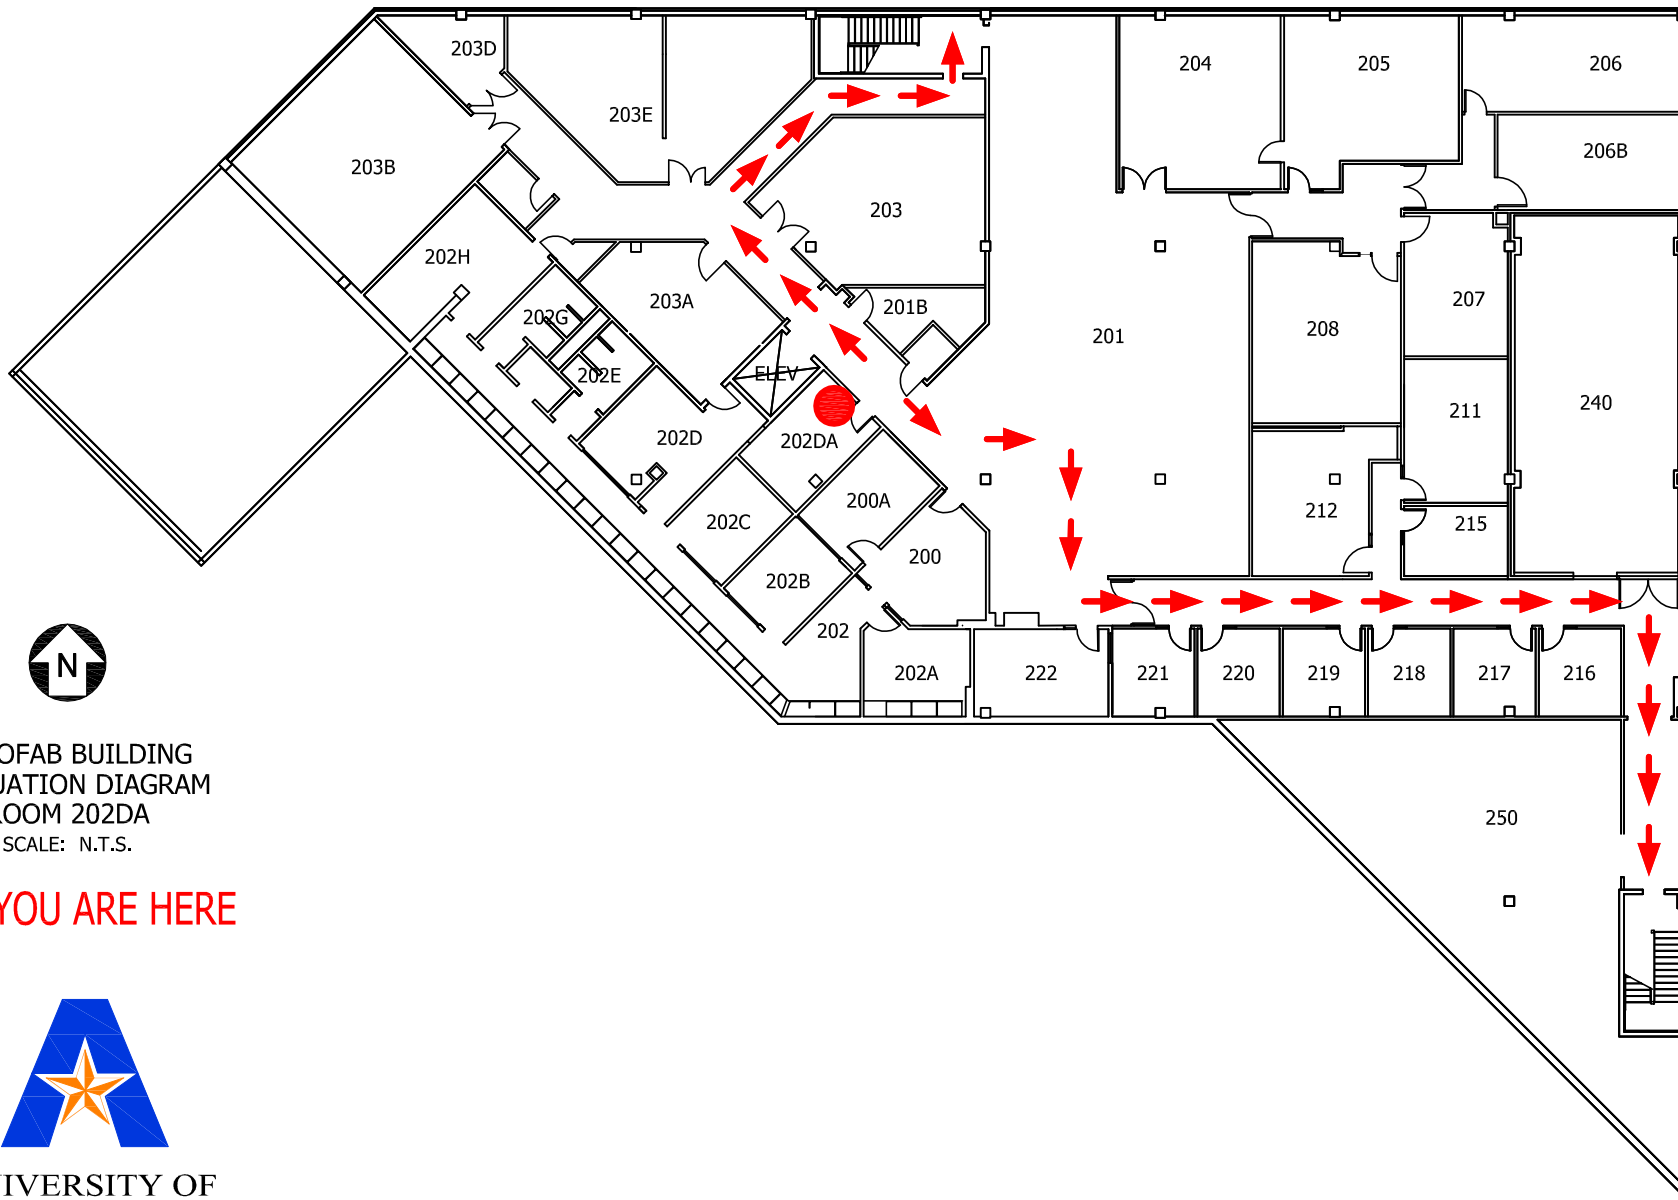 203D
204
205
206
203E
203B
206B
203
202H
203A
201B
207
202G
208
201
ELEV
202E
211
240
202D
202DA
200A
212
215
202C
200
202B
202
202A
222
221
220
219
218
217
216
N
OFAB BUILDING
UATION DIAGRAM
ROOM 202DA
SCALE: N.T.S.
250
YOU ARE HERE
NIVERSITY OF